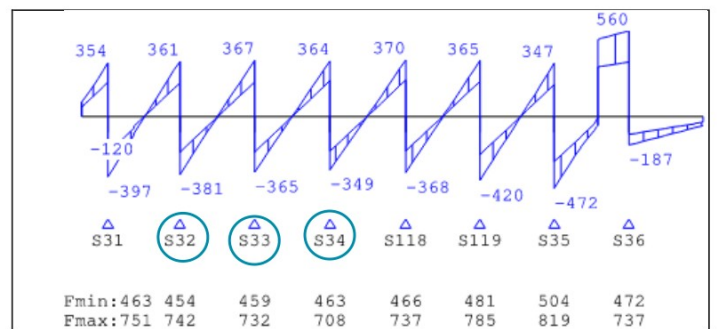 560
354 361 367 364 370 365 347
-120
-187
-397 -381 -365 -349 -368 -420 -472
S31 S32 S33 S34 S118 S119 S35 S36
Fmin:463 454 459 463 466 481 504 472
Fmax:751 742 732 708 737 785 819 737